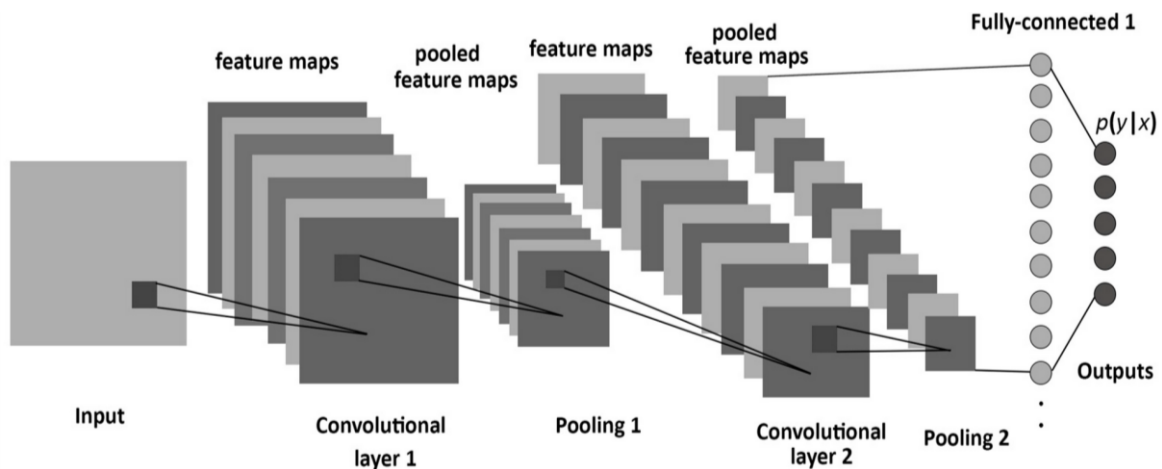 Fully-connected 1
feature maps
pooled
feature maps
feature maps
pooled
feature maps
p(y|x)
Input
Convolutional
layer 1
Pooling 1
Convolutional
layer 2
Pooling 2
Outputs